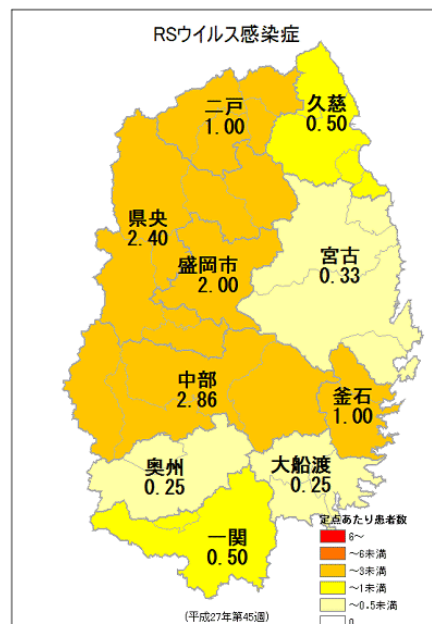 RSウイルス感染症
二戸
1.00
久慈
0.50
県央
2.40
盛岡市
2.00
宮古
0.33
中部
2.86
釜石
1.00
奥州
0.25
大船渡
0.25
一関
0.50
定点あたり患者数
6～
～6未満
～3未満
～1未満
～0.5未満
0
(平成27年第45週)